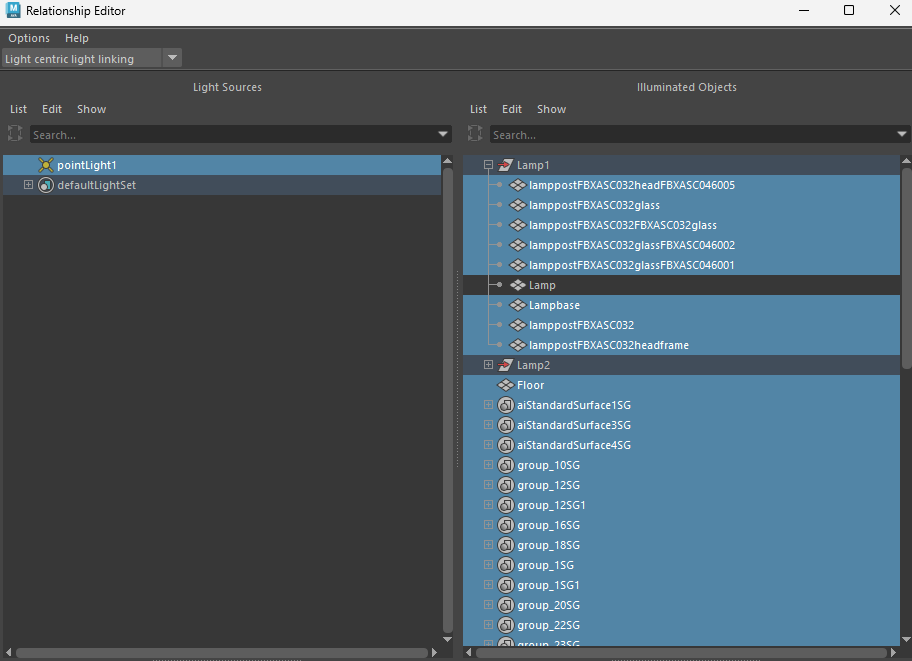 Relationship Editor
Options Help
Light centric light linking
Light Sources
Illuminated Objects
List Edit Show
List Edit Show
Search...
Search...
pointLight1
defaultLightSet
Lamp1
lamppostFBXASC032headFBXASC046005
lamppostFBXASC032glass
lamppostFBXASC032FBXASC032glass
lamppostFBXASC032glassFBXASC046002
lamppostFBXASC032glassFBXASC046001
Lamp
Lampbase
lamppostFBXASC032
lamppostFBXASC032headframe
Lamp2
Floor
aiStandardSurface1SG
aiStandardSurface3SG
aiStandardSurface4SG
group_10SG
group_12SG
group_12SG1
group_16SG
group_18SG
group_1SG
group_1SG1
group_20SG
group_22SG
group_23SG